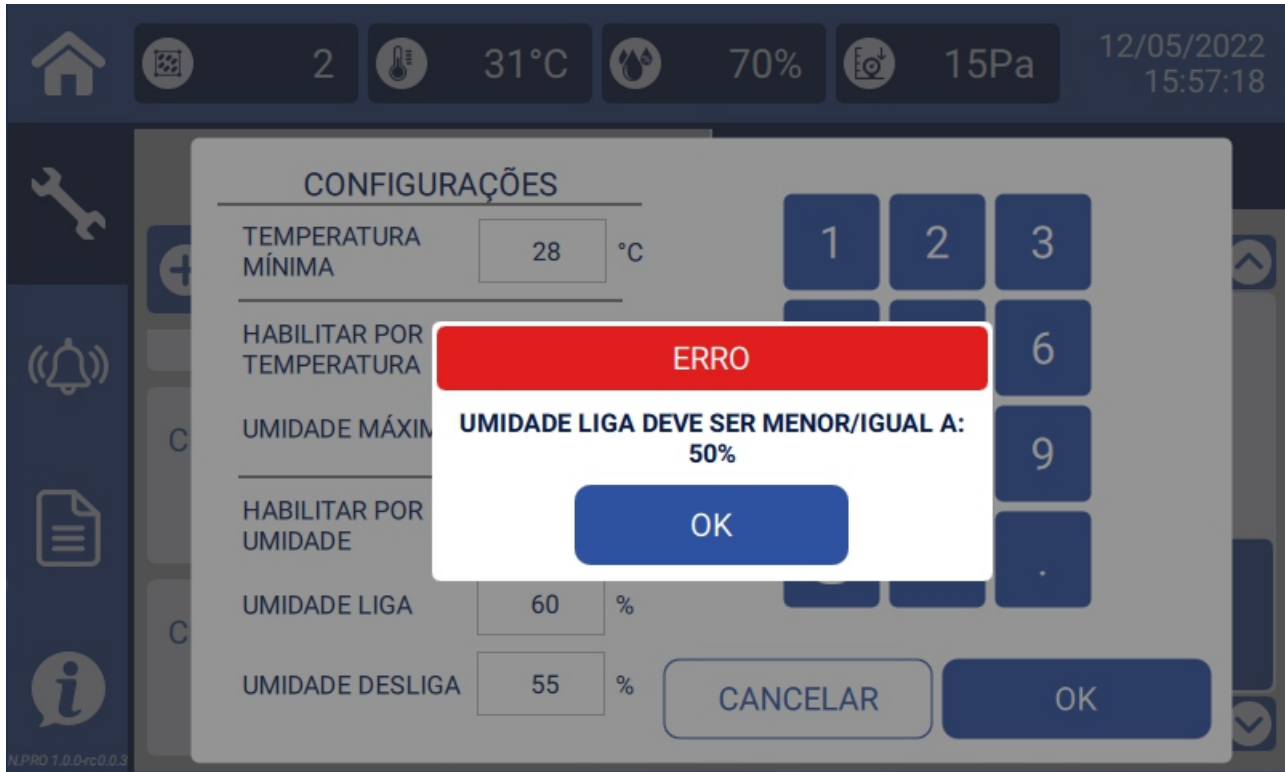 2
31°C
70%
15Pa
12/05/2022
15:57:18
CONFIGURAÇÕES
TEMPERATURA
MÍNIMA
28
°C
1
2
3
HABILITAR POR
TEMPERATURA
6
ERRO
UMIDADE LIGA DEVE SER MENOR/IGUAL A:
50%
OK
UMIDADE MÁXIM
C
9
HABILITAR POR
UMIDADE
.
UMIDADE LIGA
60
%
C
UMIDADE DESLIGA
55
%
CANCELAR
OK
N.PRO 1.0.0-rc0.0.3